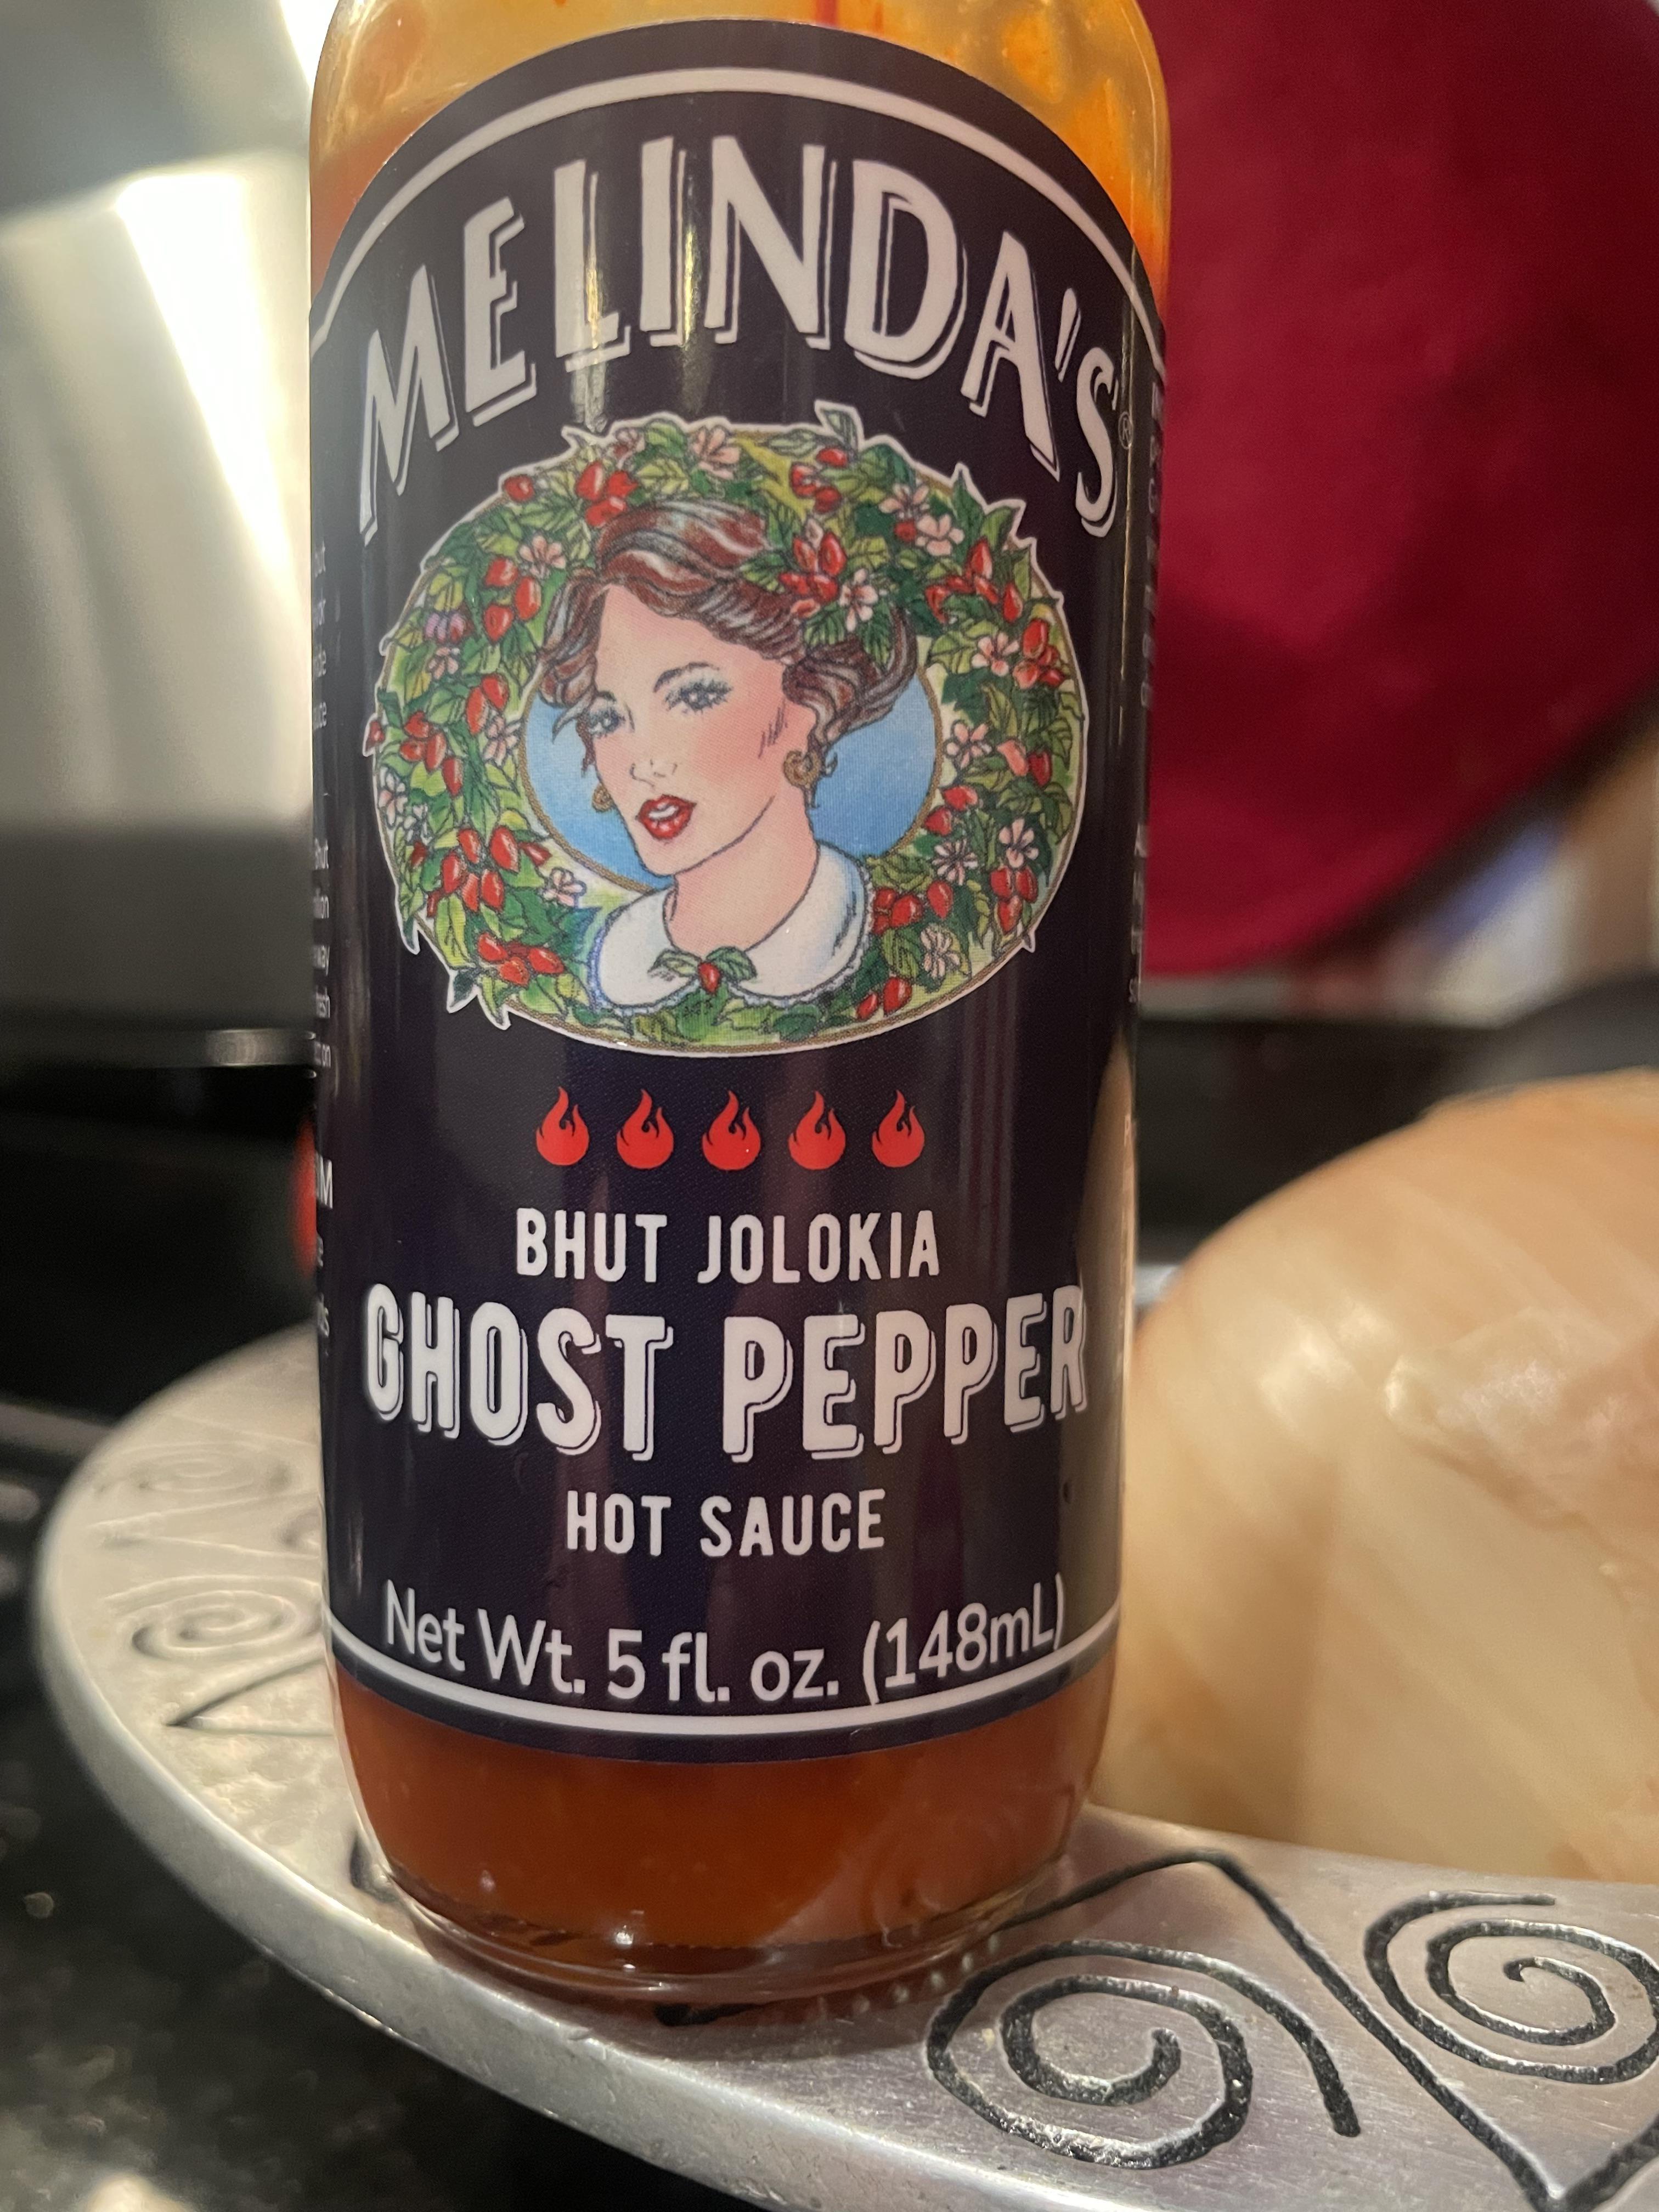 MELINDA'S®
BHUT JOLOKIA
GHOST PEPPER
HOT SAUCE
Net Wt. 5 fl. oz. (148mL)